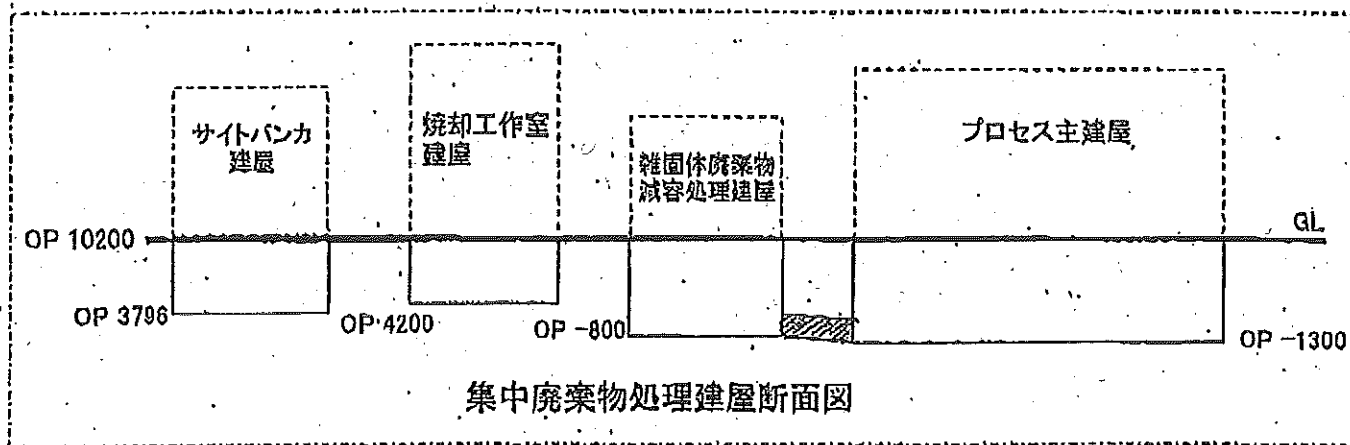 サイトバンカ
建屋
焼却工作室
建屋
雑固体廃棄物
減容処理建屋
プロセス主建屋
OP 10200
GL
OP 3796
OP 4200
OP -800
OP -1300
集中廃棄物処理建屋断面図